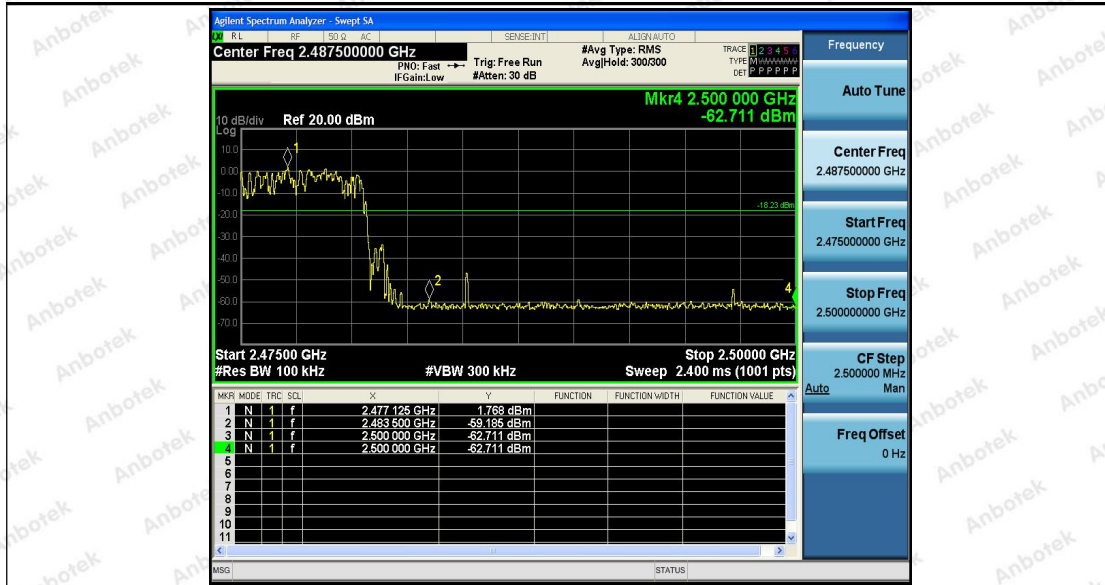 Agilent Spectrum Analyzer - Swept SA
RL RF 50 Ω AC SENSE:INT ALIGNAUTO
Center Freq 2.487500000 GHz
PNO: Fast
IFGain:Low
Trig: Free Run
#Atten: 30 dB
#Avg Type: RMS
Avg|Hold: 300/300
TRACE 1 2 3 4 5 6
TYPE M
DET P P P P P P
Mkr4 2.500 000 GHz
-62.711 dBm
10 dB/div Ref 20.00 dBm
Log
10.0
0.00
-10.0
-20.0
-30.0
-40.0
-50.0
-60.0
-70.0
1
2
4
-18.23 dBm
Start 2.47500 GHz Stop 2.50000 GHz
#Res BW 100 kHz #VBW 300 kHz Sweep 2.400 ms (1001 pts)
MKR MODE TRC SCL X Y FUNCTION FUNCTION WIDTH FUNCTION VALUE
1 N 1 f 2.477 125 GHz 1.768 dBm
2 N 1 f 2.483 500 GHz -59.185 dBm
3 N 1 f 2.500 000 GHz -62.711 dBm
4 N 1 f 2.500 000 GHz -62.711 dBm
5
6
7
8
9
10
11
MSG STATUS
Frequency
Auto Tune
Center Freq
2.487500000 GHz
Start Freq
2.475000000 GHz
Stop Freq
2.500000000 GHz
CF Step
2.500000 MHz
Auto Man
Freq Offset
0 Hz
Anbotek